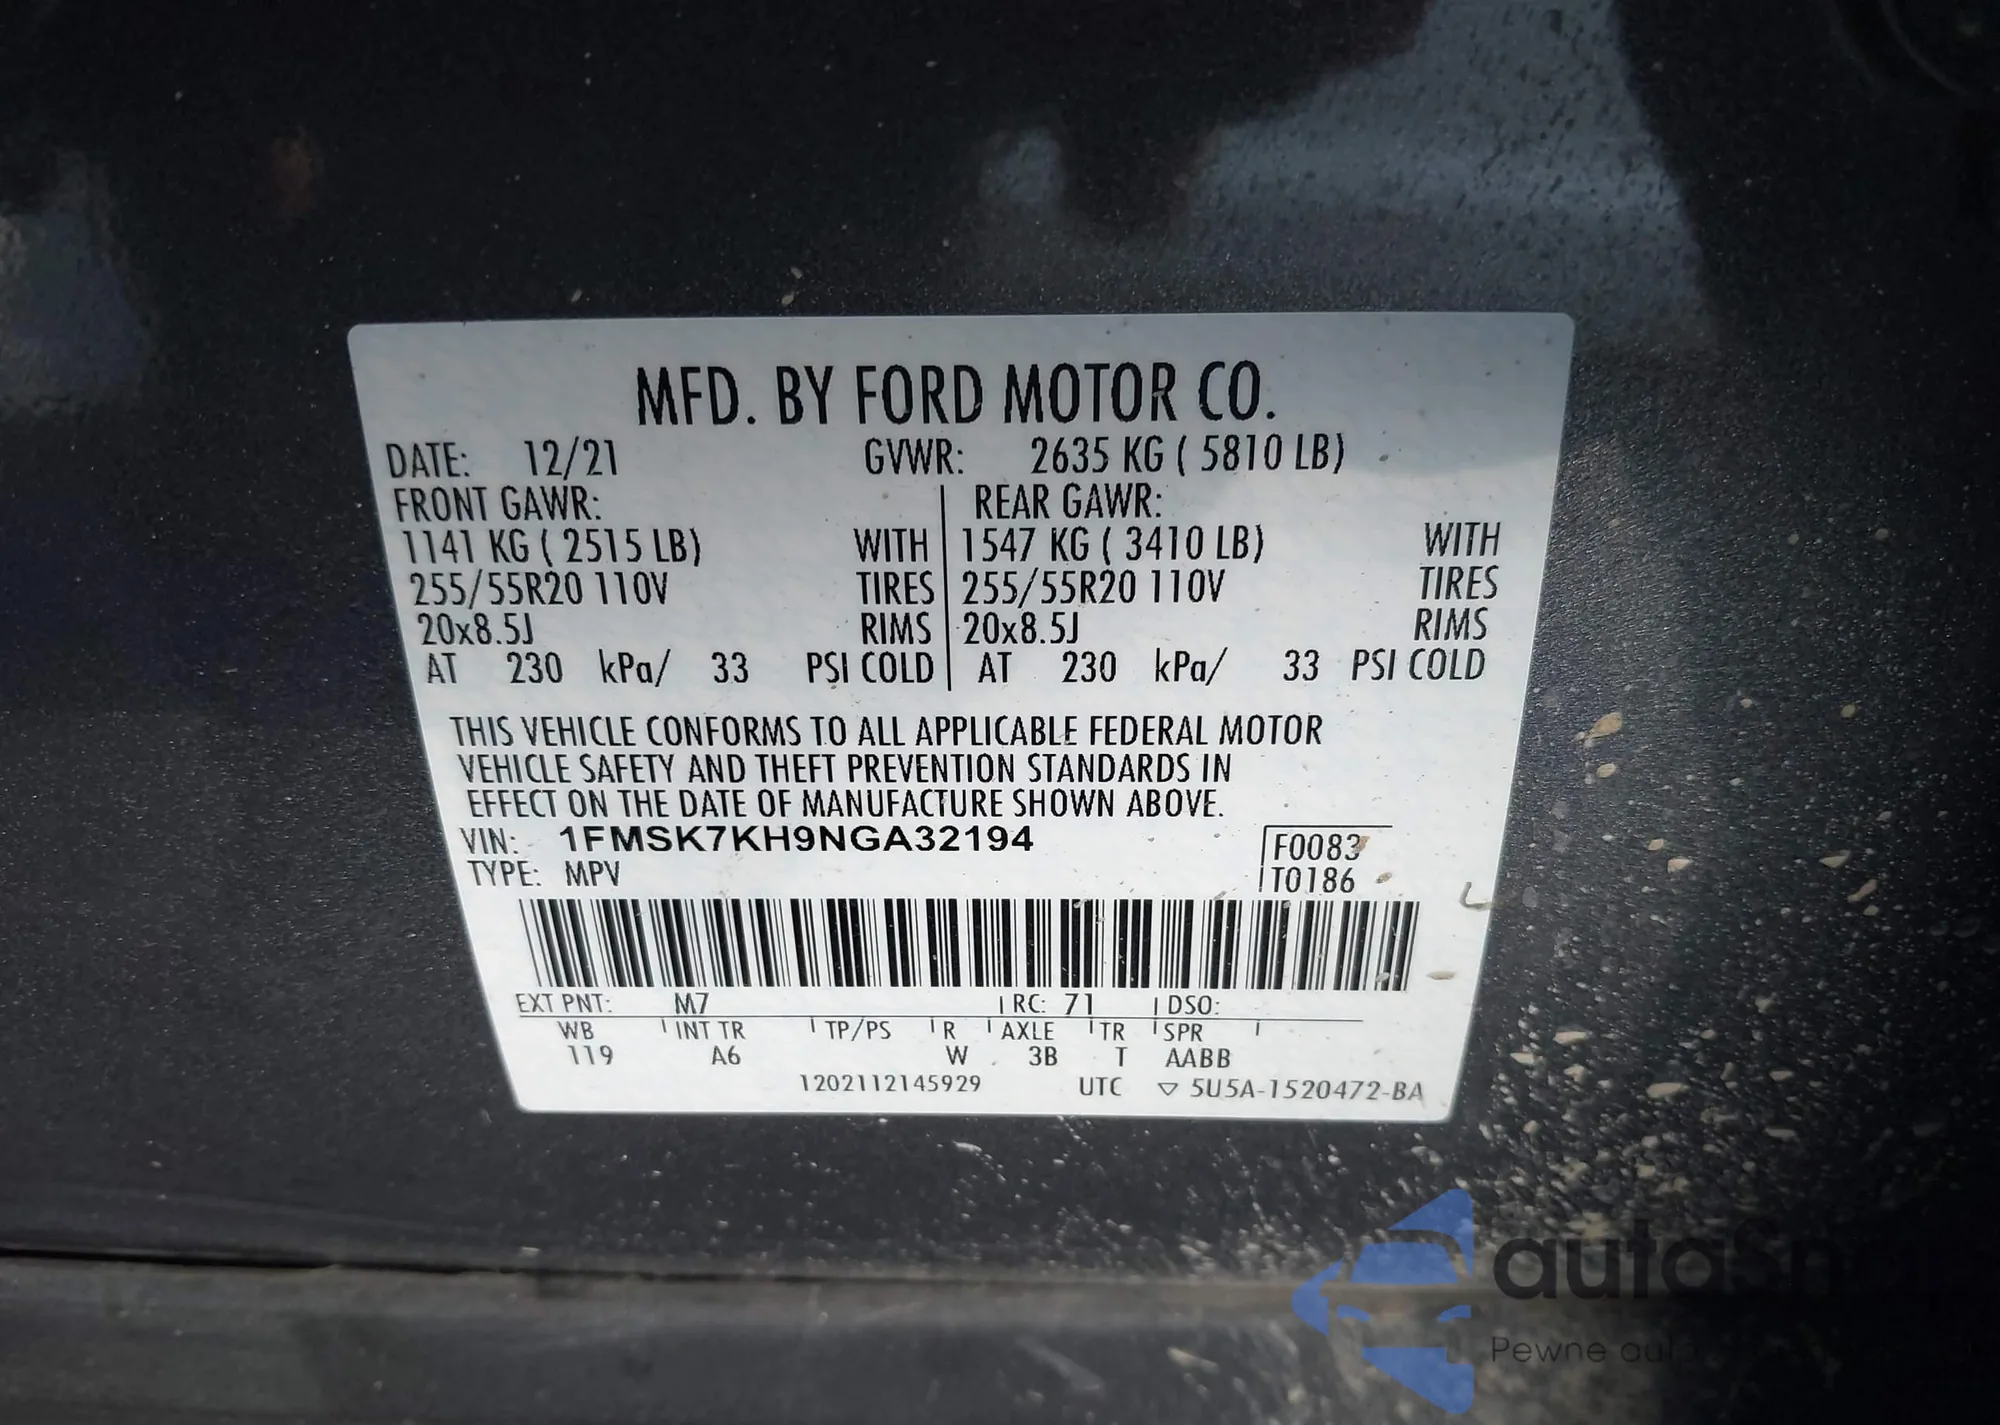 MFD. BY FORD MOTOR CO.
DATE: 12/21 GVWR: 2635 KG ( 5810 LB)
FRONT GAWR: REAR GAWR:
1141 KG ( 2515 LB) WITH 1547 KG ( 3410 LB) WITH
255/55R20 110V TIRES 255/55R20 110V TIRES
20x8.5J RIMS 20x8.5J RIMS
AT 230 kPa/ 33 PSI COLD AT 230 kPa/ 33 PSI COLD
THIS VEHICLE CONFORMS TO ALL APPLICABLE FEDERAL MOTOR
VEHICLE SAFETY AND THEFT PREVENTION STANDARDS IN
EFFECT ON THE DATE OF MANUFACTURE SHOWN ABOVE.
VIN: 1FMSK7KH9NGA32194
F0083
TYPE: MPV
T0186
EXT PNT: M7 RC: 71 DSO:
WB INT TR TP/PS R AXLE TR SPR
119 A6 W 3B T AABB
1202112145929 UTC ▽ 5U5A-1520472-BA
Pewne